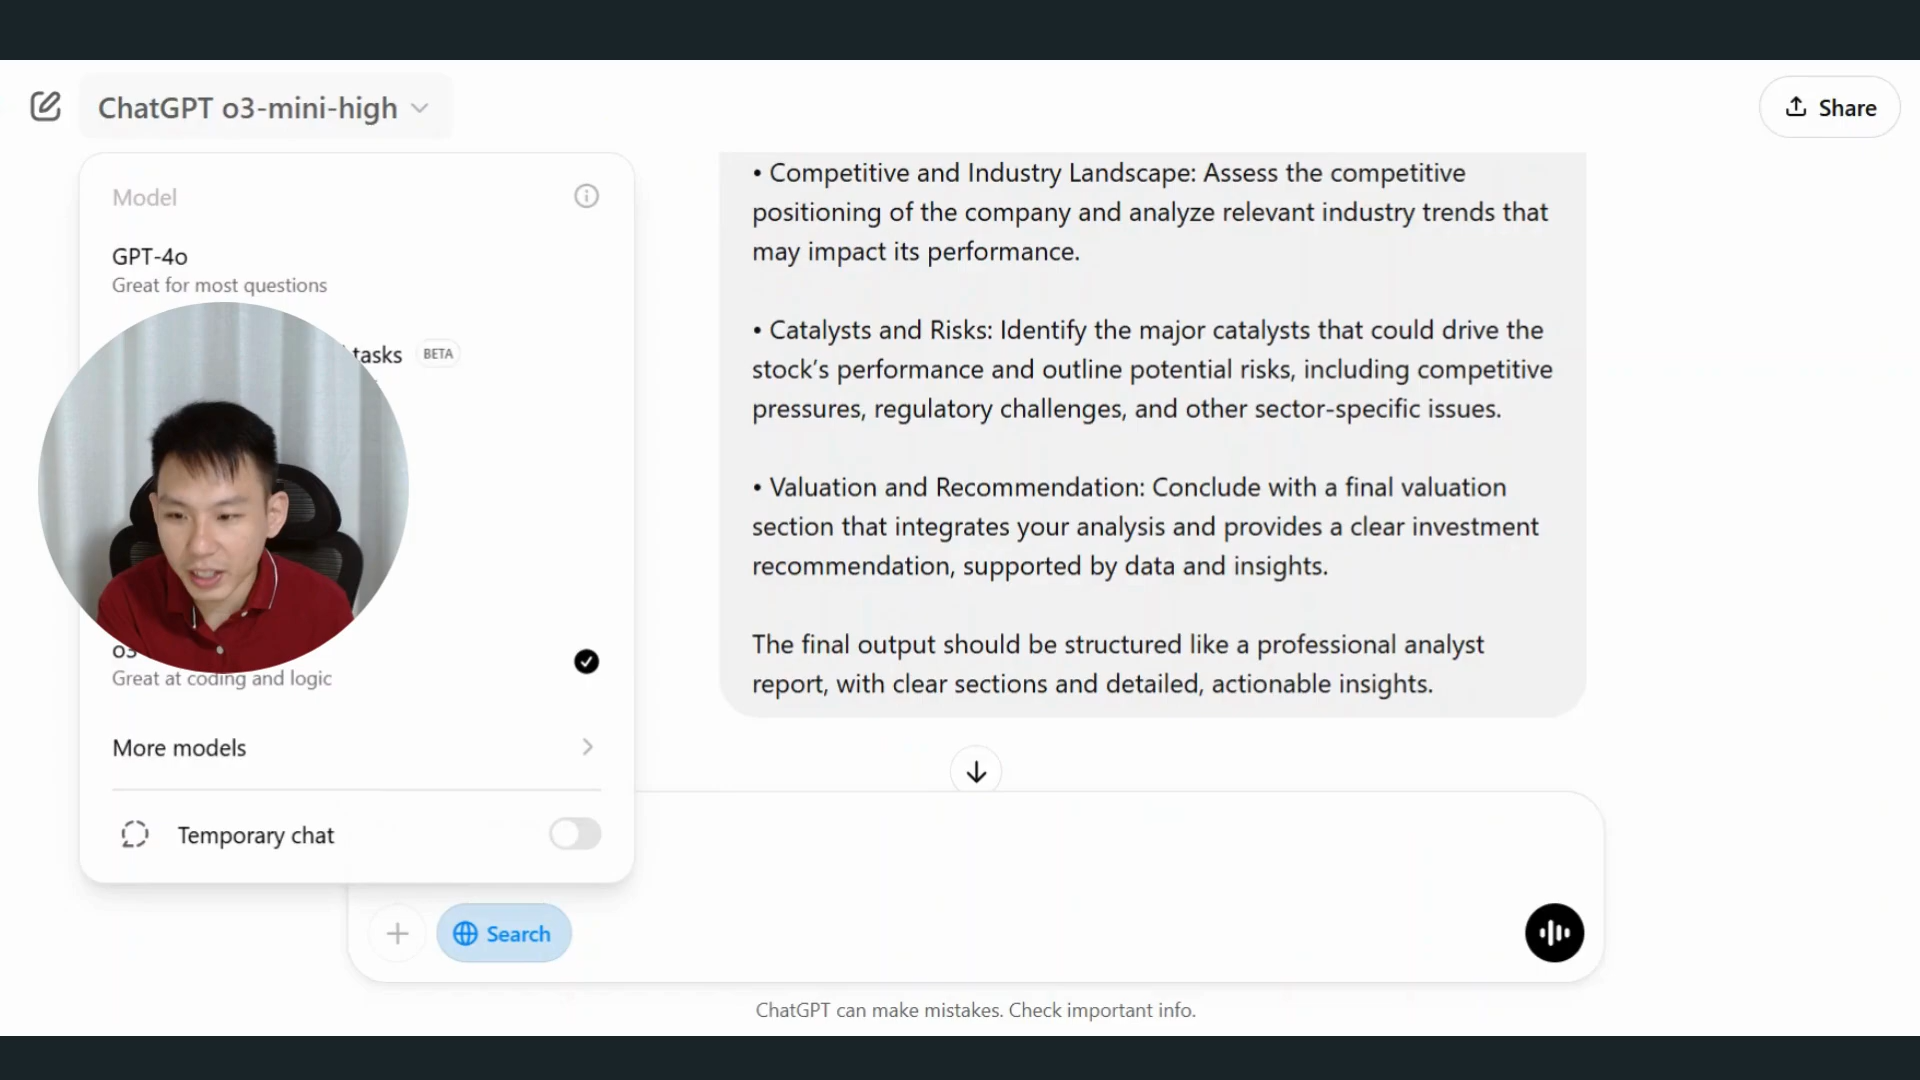 ChatGPT o3-mini-high
Share
Model
GPT-4o
Great for most questions
tasks BETA
o3
Great at coding and logic
More models
Temporary chat
• Competitive and Industry Landscape: Assess the competitive
positioning of the company and analyze relevant industry trends that
may impact its performance.
• Catalysts and Risks: Identify the major catalysts that could drive the
stock’s performance and outline potential risks, including competitive
pressures, regulatory challenges, and other sector-specific issues.
• Valuation and Recommendation: Conclude with a final valuation
section that integrates your analysis and provides a clear investment
recommendation, supported by data and insights.
The final output should be structured like a professional analyst
report, with clear sections and detailed, actionable insights.
Search
ChatGPT can make mistakes. Check important info.